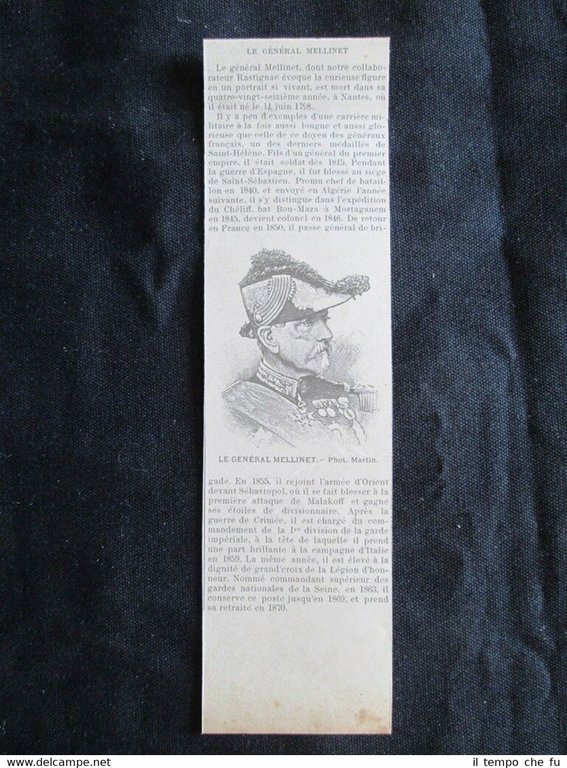 LE GÉNÉRAL MELLINET
Le général Mellinet, dont notre collabo-
rateur Rastignac évoque la curieuse figure
en un portrait si vivant, est mort dans sa
quatre-vingt-seizième année, à Nantes, où
il était né le 11 juin 1798.
Il y a peu d'exemples d'une carrière mi-
litaire à la fois aussi longue et aussi glo-
rieuse que celle de ce doyen des généraux
français, un des derniers médaillés de
Saint-Hélène. Fils d'un général du premier
empire, il était soldat dès 1815. Pendant
la guerre d'Espagne, il fut blessé au siège
de Saint-Sébastien. Promu chef de batail-
lon en 1840, et envoyé en Algérie l'année
suivante, il s'y distingue dans l'expédition
du Chéliff, bat Bou-Maza à Mostaganem
en 1845, devient colonel en 1846. De retour
en France en 1850, il passe général de bri-
LE GÉNÉRAL MELLINET. — Phot. Martin.
gade. En 1855, il rejoint l'armée d'Orient
devant Sébastopol, où il se fait blesser à la
première attaque de Malakoff et gagne
ses étoiles de divisionnaire. Après la
guerre de Crimée, il est chargé du com-
mandement de la 1re division de la garde
impériale, à la tête de laquelle il prend
une part brillante à la campagne d'Italie
en 1859. La même année, il est élevé à la
dignité de grand'croix de la Légion d'hon-
neur. Nommé commandant supérieur des
gardes nationales de la Seine, en 1863, il
conserve ce poste jusqu'en 1869, et prend
sa retraite en 1870.
il tempo che fu